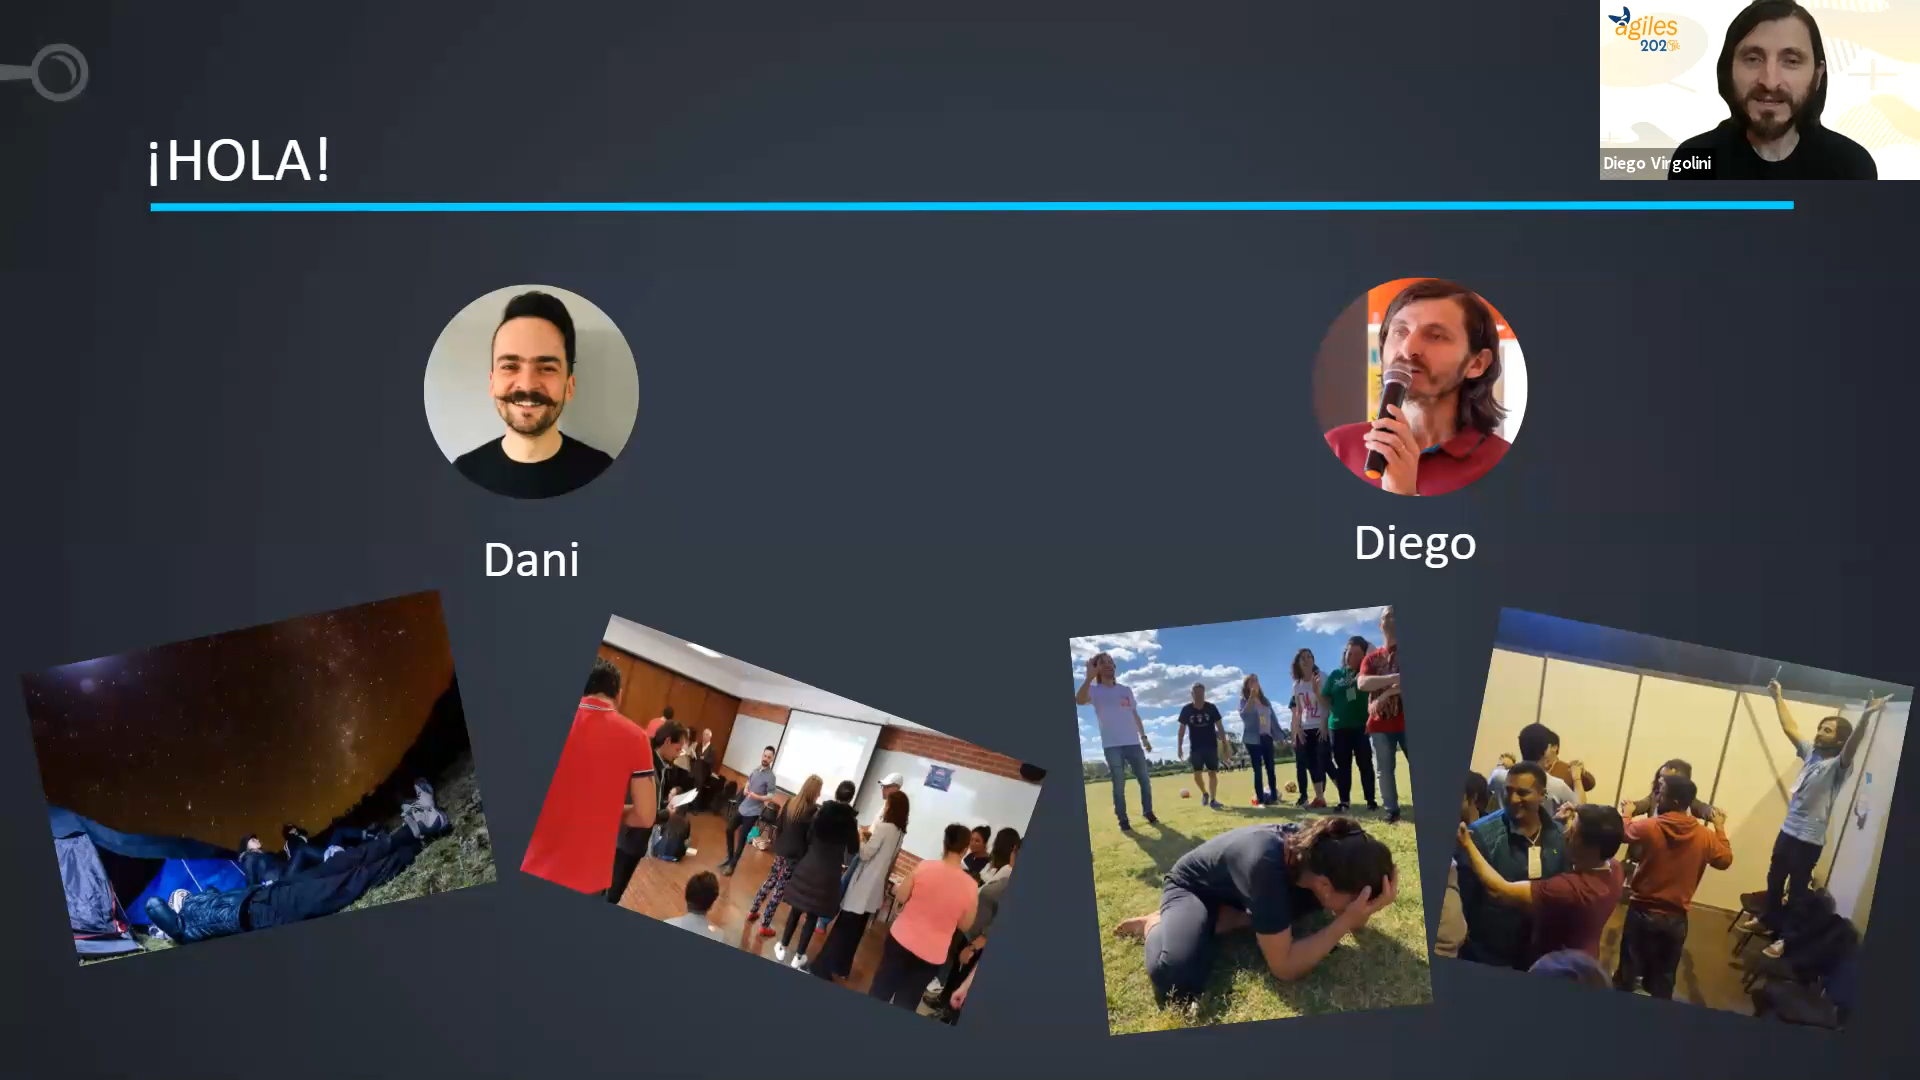 agiles
202
Diego Virgolini
¡HOLA!
Dani
Diego